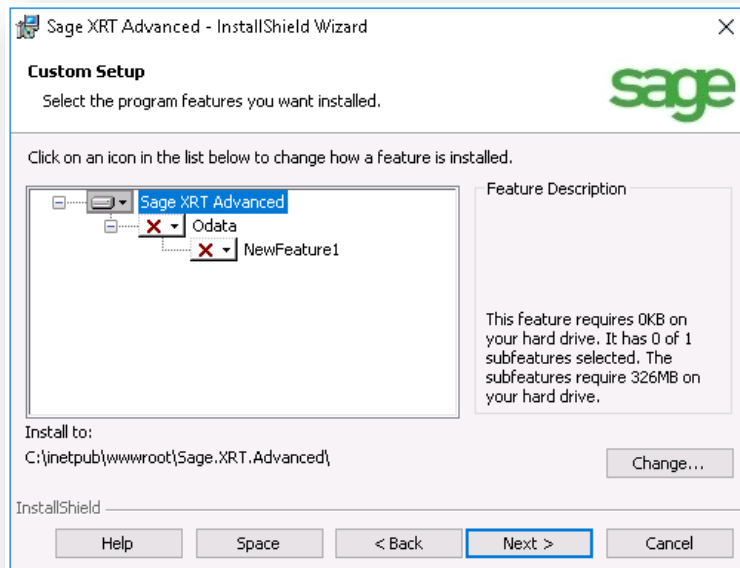 Sage XRT Advanced - InstallShield Wizard
Custom Setup
Select the program features you want installed.
sage
Click on an icon in the list below to change how a feature is installed.
Sage XRT Advanced
Odata
NewFeature1
Feature Description
This feature requires 0KB on
your hard drive. It has 0 of 1
subfeatures selected. The
subfeatures require 326MB on
your hard drive.
Install to:
C:\inetpub\wwwroot\Sage.XRT.Advanced\
Change...
InstallShield
Help
Space
< Back
Next >
Cancel